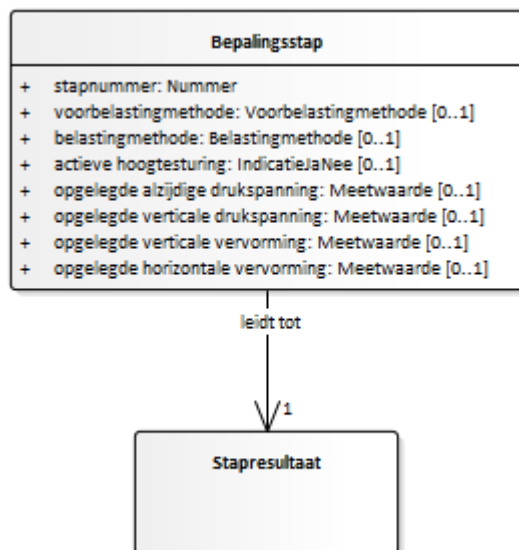 Bepalingsstap
+ stapnummer: Nummer
+ voorbelastingmethode: Voorbelastingmethode [0..1]
+ belastingmethode: Belastingmethode [0..1]
+ actieve hoogtesturing: IndicatieJaNee [0..1]
+ opgelegde alzijdige drukspanning: Meetwaarde [0..1]
+ opgelegde verticale drukspanning: Meetwaarde [0..1]
+ opgelegde verticale vervorming: Meetwaarde [0..1]
+ opgelegde horizontale vervorming: Meetwaarde [0..1]
leidt tot
1
Stapresultaat